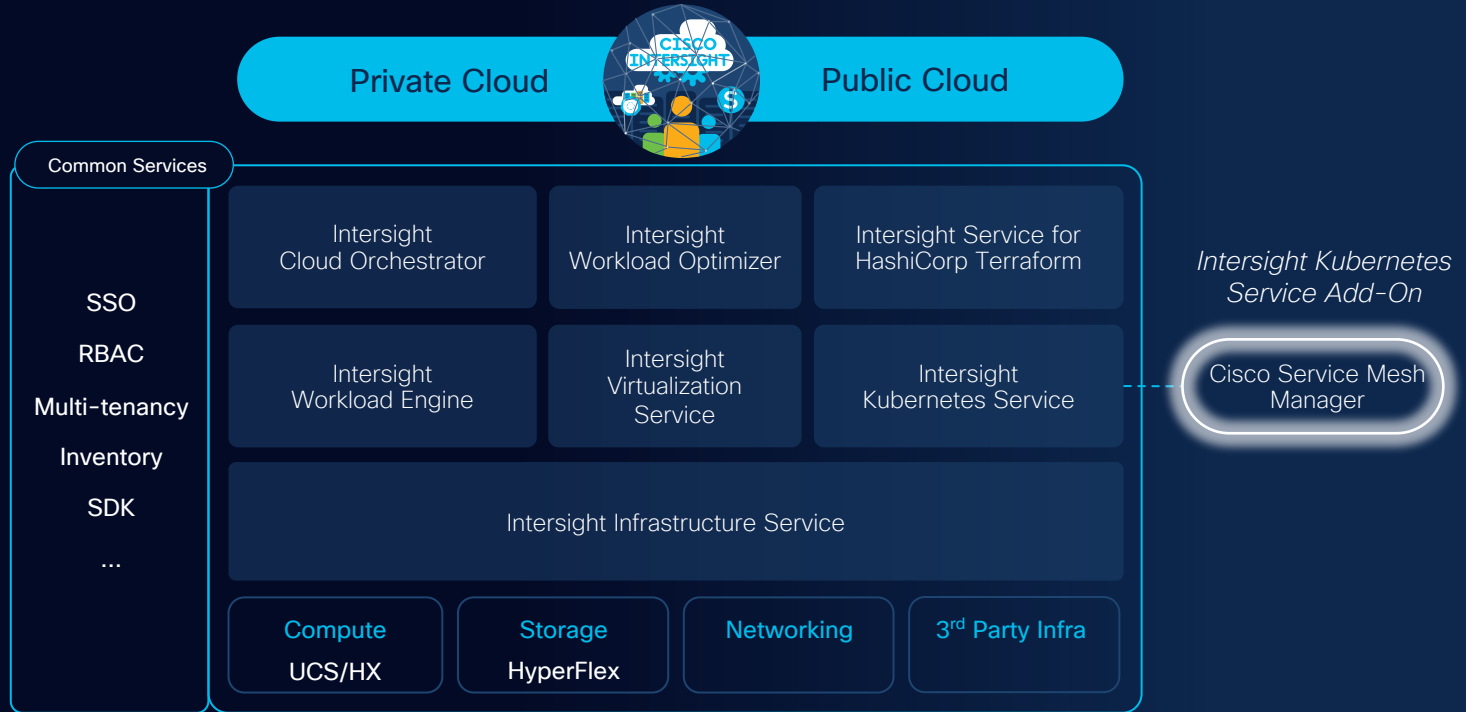 CISCO
INTERSIGHT
$
Private Cloud
Public Cloud
Common Services
SSO
RBAC
Multi-tenancy
Inventory
SDK
...
Intersight
Cloud Orchestrator
Intersight
Workload Optimizer
Intersight Service for
HashiCorp Terraform
Intersight
Workload Engine
Intersight
Virtualization
Service
Intersight
Kubernetes Service
Intersight Kubernetes
Service Add-On
Cisco Service Mesh
Manager
Intersight Infrastructure Service
Compute
UCS/HX
Storage
HyperFlex
Networking
3rd Party Infra